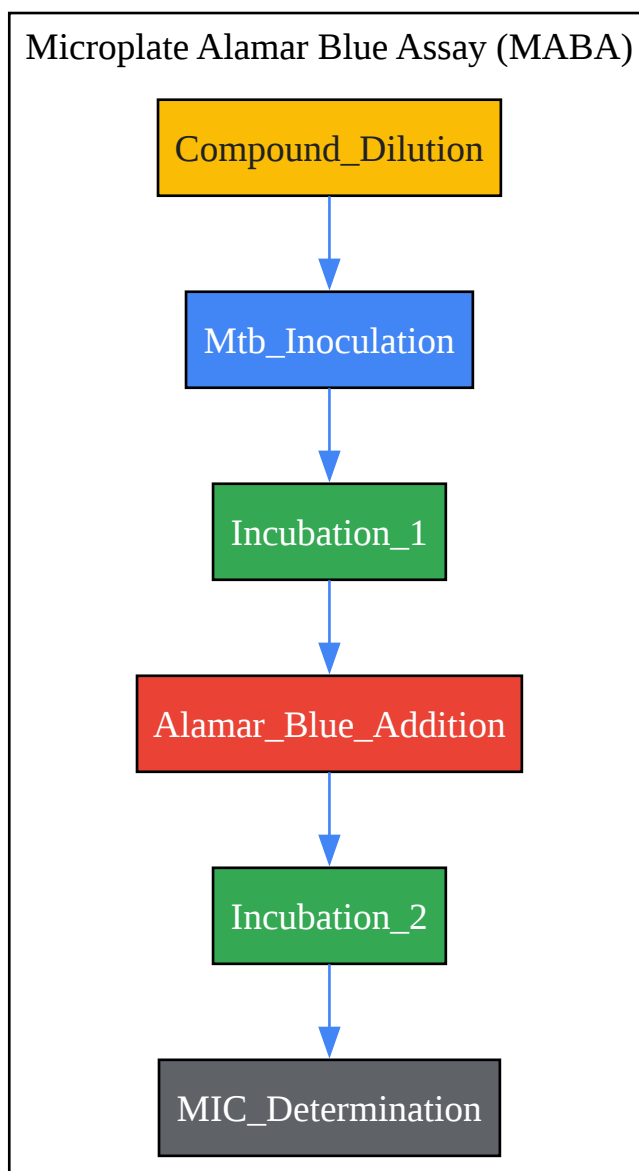 Microplate Alamar Blue Assay (MABA)
Compound_Dilution
Mtb_Inoculation
Incubation_1
Alamar_Blue_Addition
Incubation_2
MIC_Determination